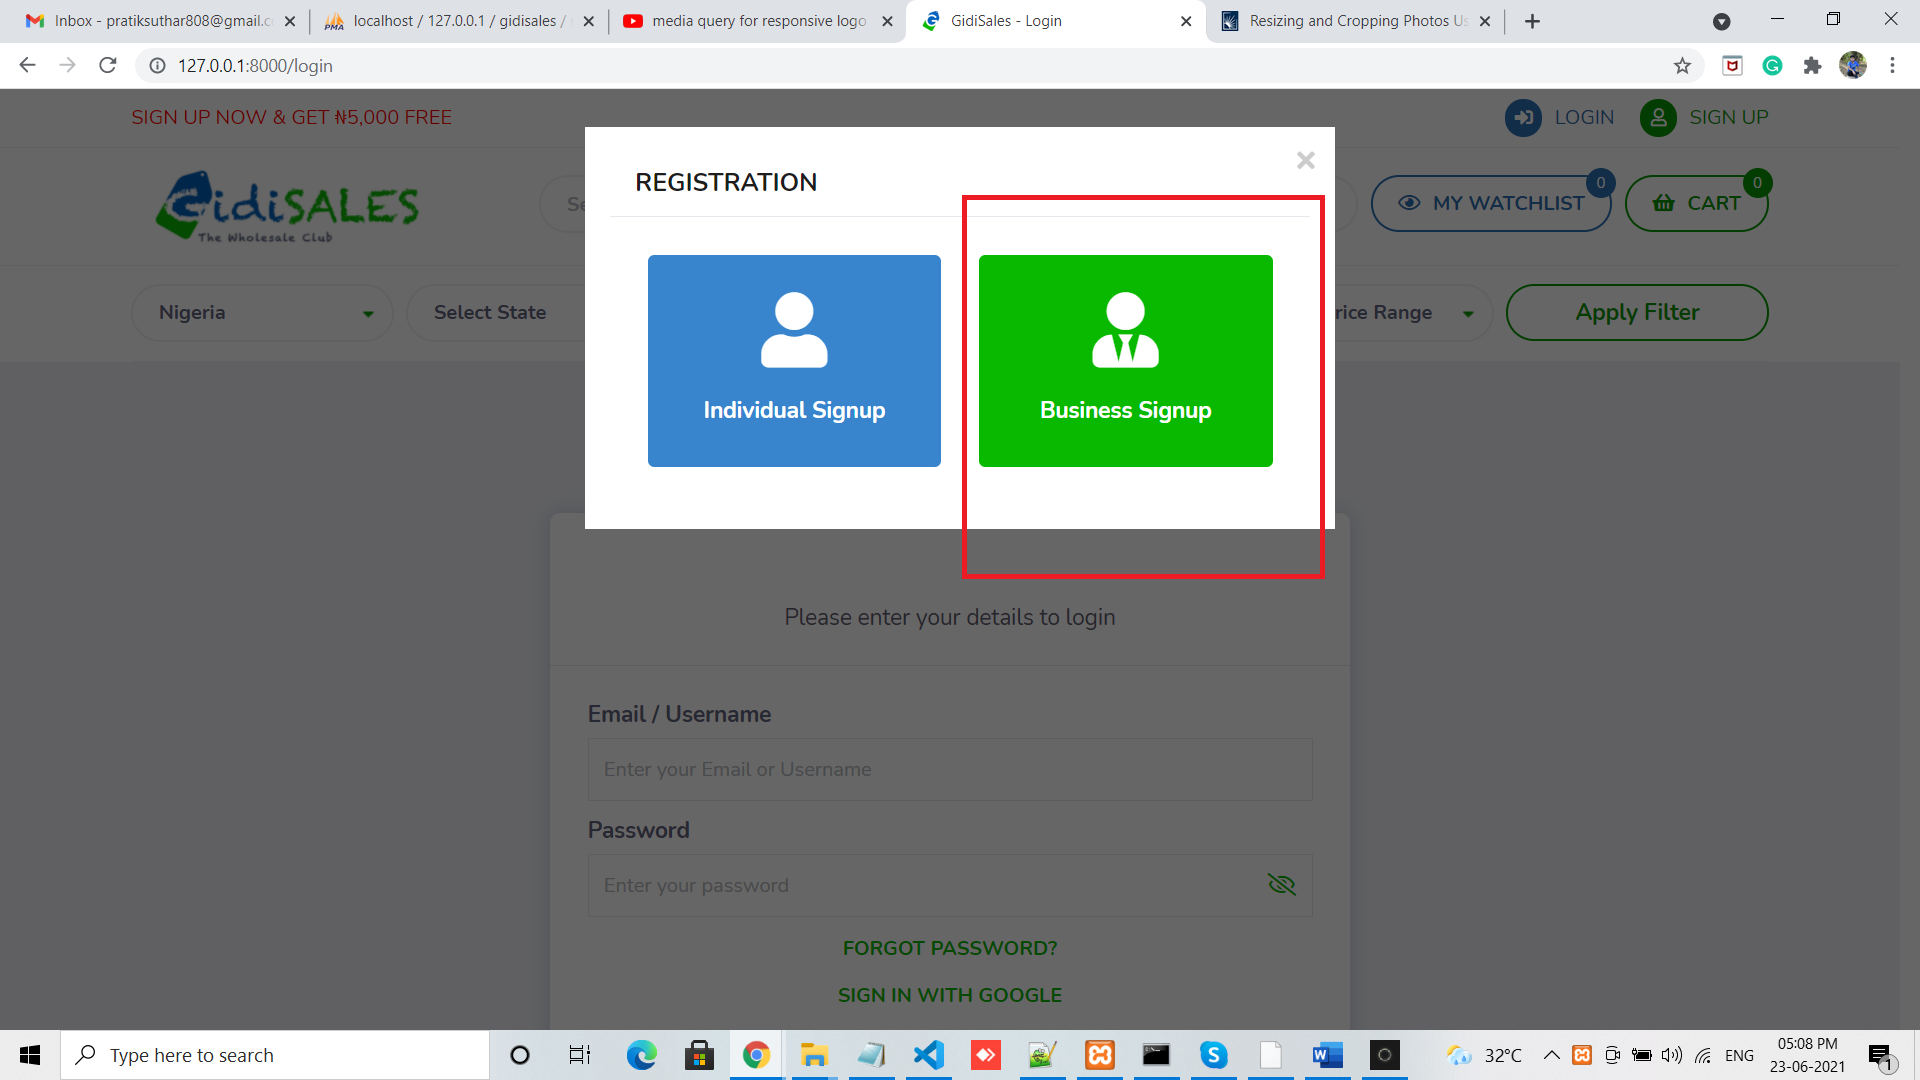 Inbox - pratiksuthar808@gmail.c
localhost / 127.0.0.1 / gidisales /
media query for responsive logo
GidiSales - Login
Resizing and Cropping Photos Us
127.0.0.1:8000/login
SIGN UP NOW & GET ₦5,000 FREE
LOGIN
SIGN UP
GidiSALES
The Wholesale Club
Se
MY WATCHLIST
0
CART
0
REGISTRATION
Individual Signup
Business Signup
Nigeria
Select State
rice Range
Apply Filter
Please enter your details to login
Email / Username
Enter your Email or Username
Password
Enter your password
FORGOT PASSWORD?
SIGN IN WITH GOOGLE
Type here to search
32°C
ENG
05:08 PM
23-06-2021
1